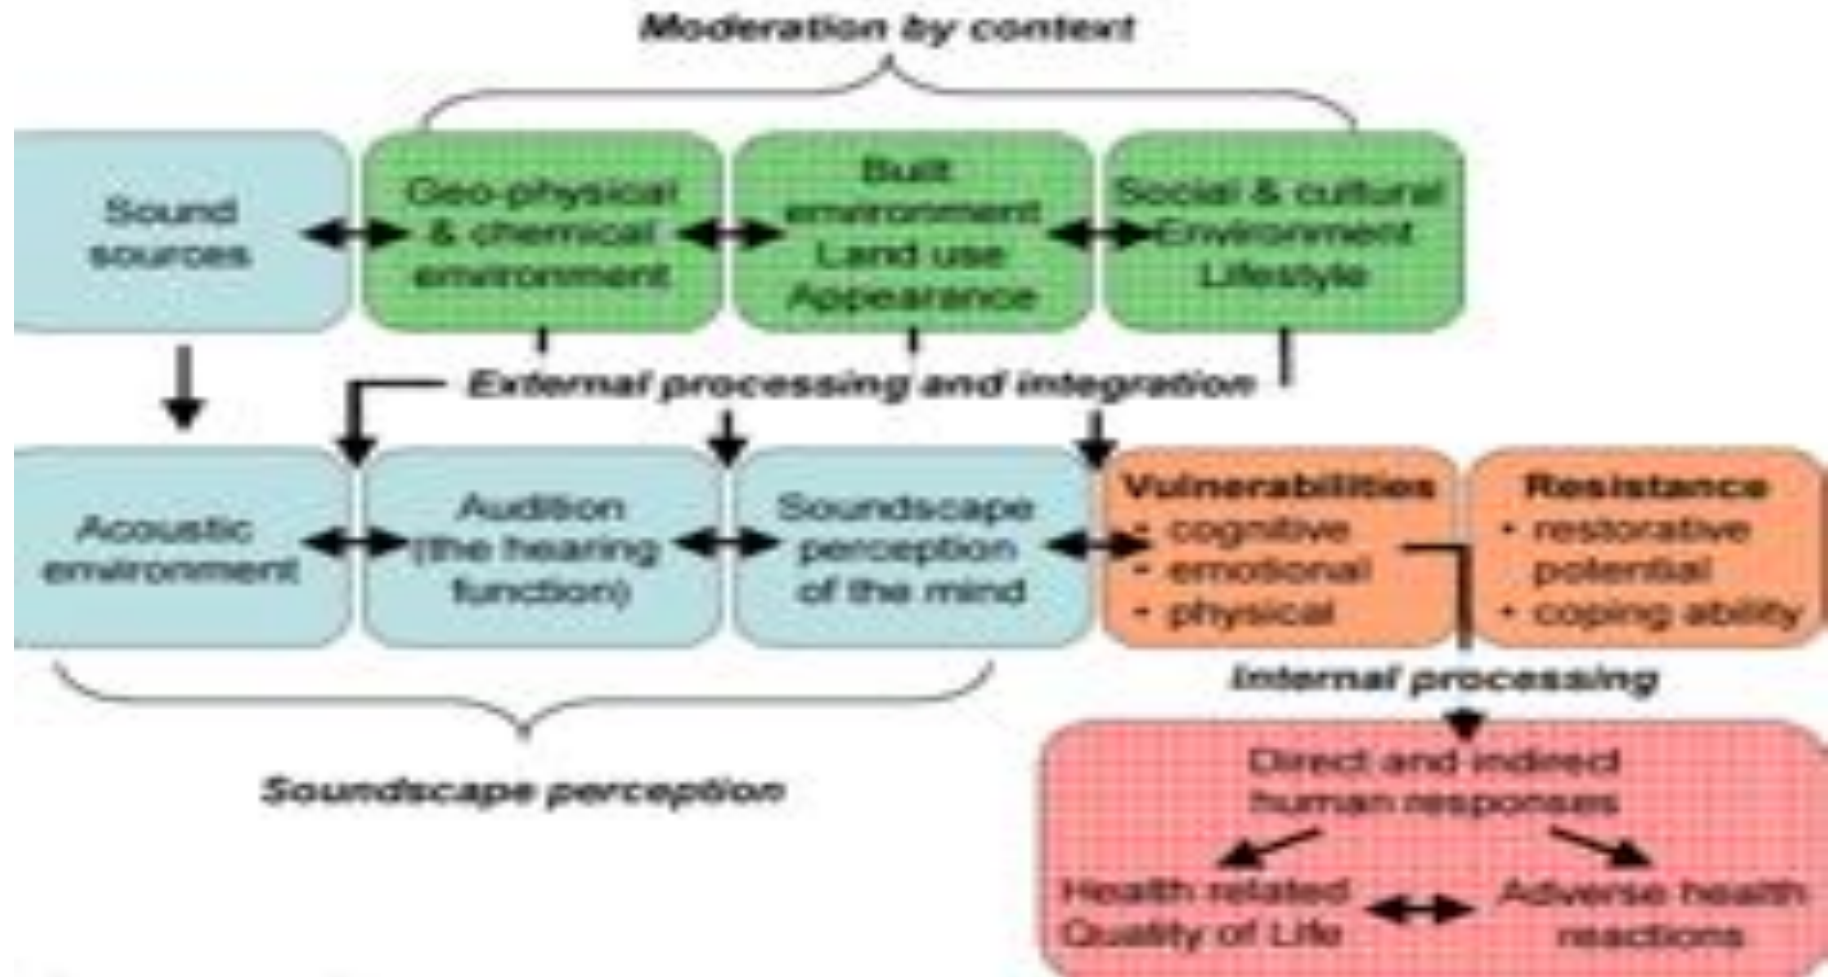 Moderation by context
Sound
sources
Geo-physical
& chemical
environment
Built
environment
Land use
Appearance
Social & cultural
Environment
Lifestyle
External processing and integration
Acoustic
environment
Audition
(the hearing
function)
Soundscape
perception
of the mind
Vulnerabilities
• cognitive
• emotional
• physical
Resistance
• restorative
potential
• coping ability
Internal processing
Soundscape perception
Direct and indirect
human responses
Health related
Quality of Life
Adverse health
reactions